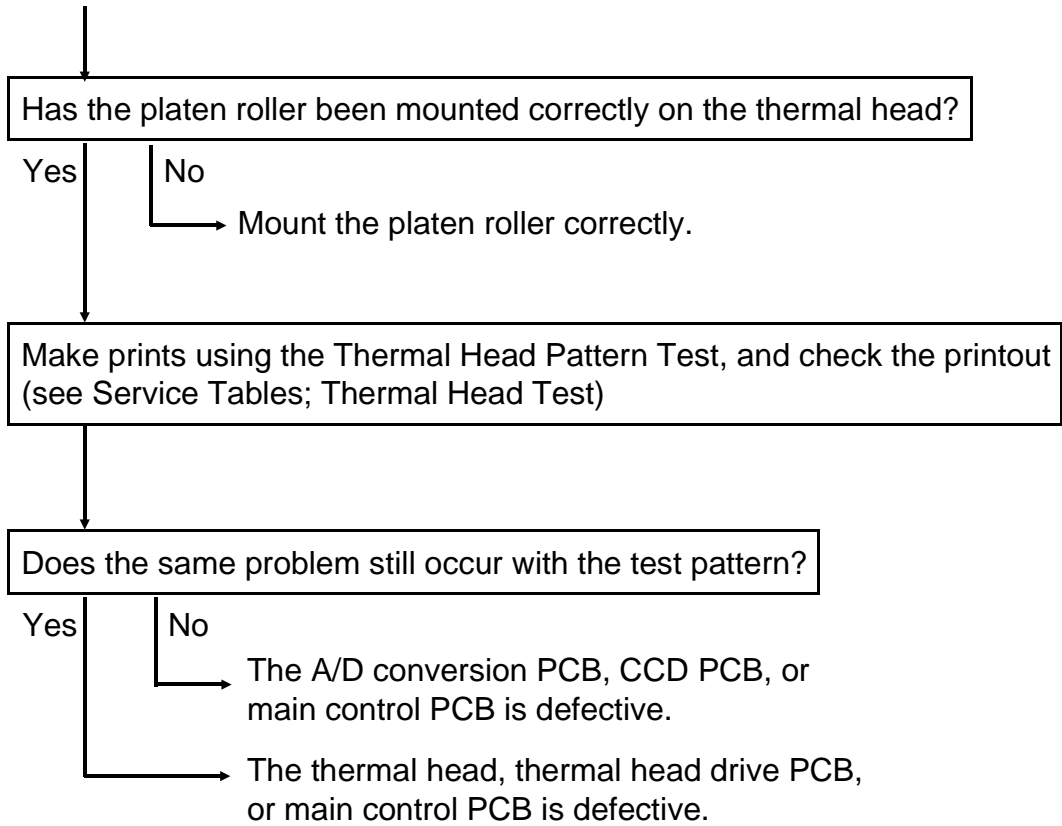 Has the platen roller been mounted correctly on the thermal head?
Yes No
Mount the platen roller correctly.
Make prints using the Thermal Head Pattern Test, and check the printout
(see Service Tables; Thermal Head Test)
Does the same problem still occur with the test pattern?
Yes No
The A/D conversion PCB, CCD PCB, or
main control PCB is defective.
The thermal head, thermal head drive PCB,
or main control PCB is defective.